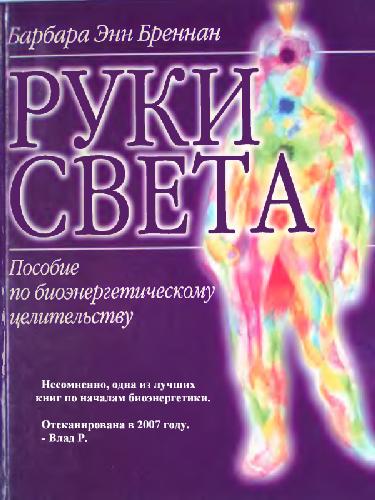 Барбара Энн Бреннан
РУКИ
СВЕТА
Пособие
по биоэнергетическому
целительству
Несомненно, одна из лучших
книг по началам биоэнергетики.
Отсканирована в 2007 году.
- Влад Р.